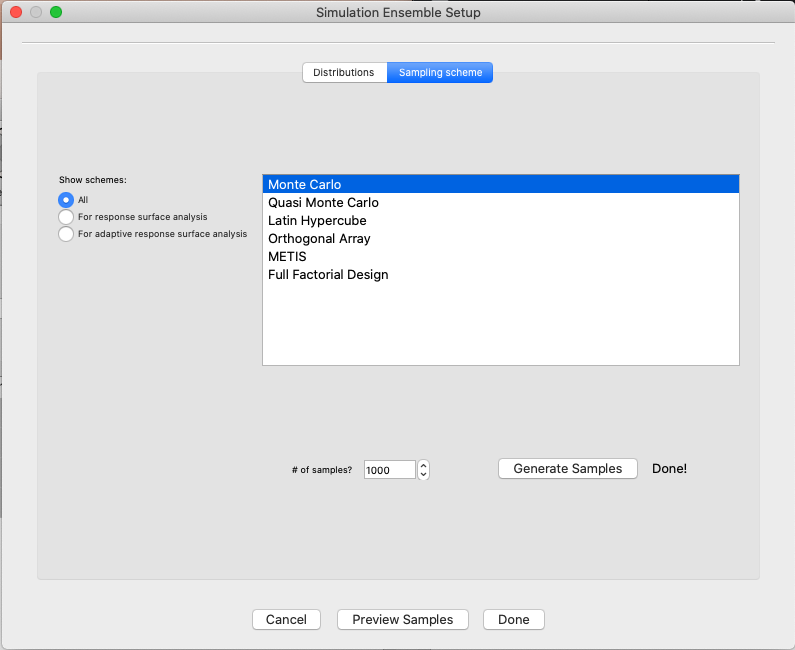 Simulation Ensemble Setup
Distributions
Sampling scheme
Show schemes:
All
For response surface analysis
For adaptive response surface analysis
Monte Carlo
Quasi Monte Carlo
Latin Hypercube
Orthogonal Array
METIS
Full Factorial Design
# of samples?
1000
Generate Samples
Done!
Cancel
Preview Samples
Done